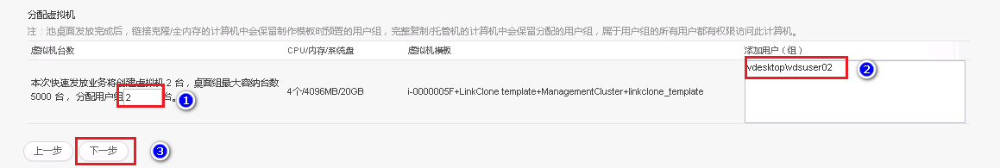 分配虚拟机
注：池桌面发放完成后，链接克隆/全内存的计算机中会保留制作模板时预置的用户组，完整复制/托管机的计算机中会保留分配的用户组，属于用户组的所有用户都有权限访问此计算机。
虚拟机台数 CPU/内存/系统盘 虚拟机模板 添加用户（组）
vdesktop\vdsuser02 2
本次快速发放业务将创建虚拟机 2 台，桌面组最大容纳台数
4个/4096MB/20GB i-0000005F+LinkClone template+ManagementCluster+linkclone_template
5000 台， 分配用户组 2 台。 1
上一步 下一步 3